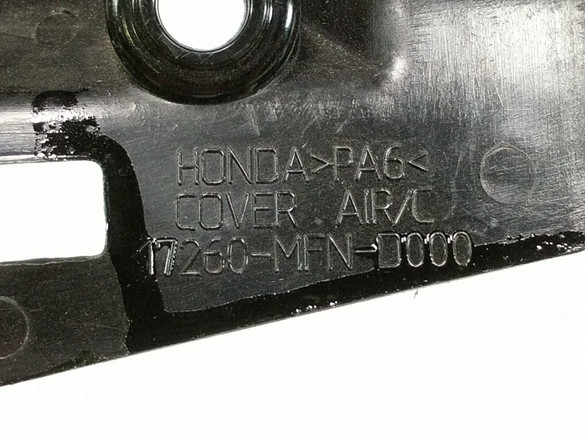 HONDA>PA6<
COVER AIR/C
17260-MFN-D000